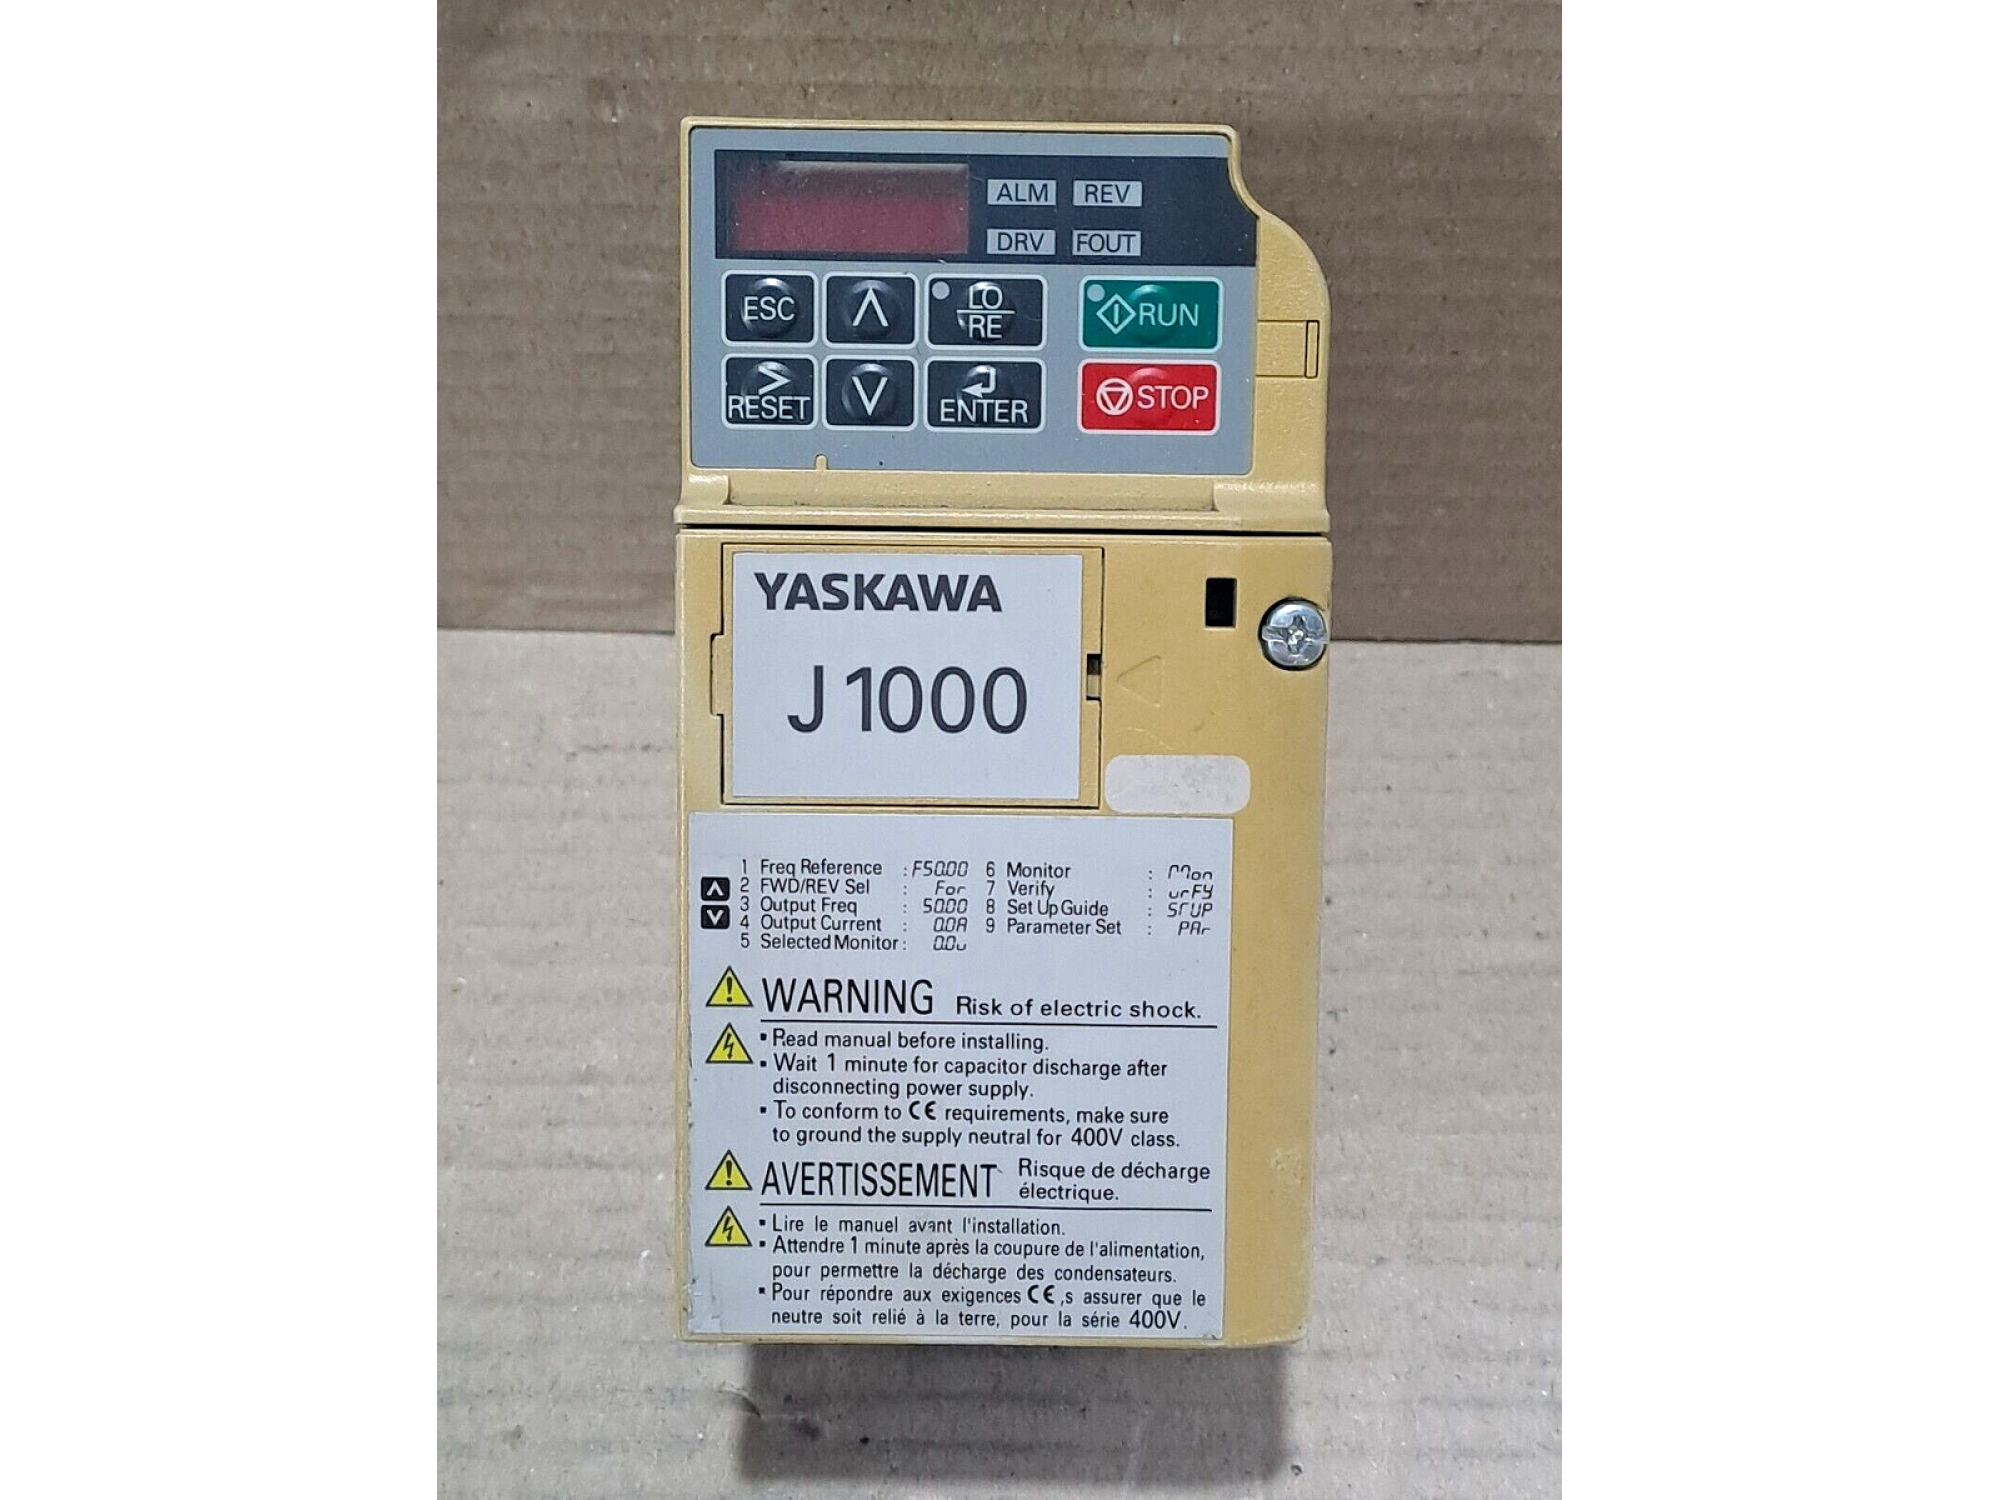 ALM REV
DRV FOUT
ESC LO RUN
RE
RESET ENTER STOP
YASKAWA
J1000
1 Freq Reference : F50.00 6 Monitor : Mon
2 FWD/REV Sel : For 7 Verify : vrFY
3 Output Freq : 50.00 8 Set Up Guide : STUP
4 Output Current : 0.0A 9 Parameter Set : PAr
5 Selected Monitor : 0.0v
WARNING Risk of electric shock.
▪ Read manual before installing.
▪ Wait 1 minute for capacitor discharge after
disconnecting power supply.
▪ To conform to CE requirements, make sure
to ground the supply neutral for 400V class.
AVERTISSEMENT Risque de décharge
électrique.
▪ Lire le manuel avant l'installation.
▪ Attendre 1 minute après la coupure de l'alimentation,
pour permettre la décharge des condensateurs.
▪ Pour répondre aux exigences CE ,s assurer que le
neutre soit relié à la terre, pour la série 400V.